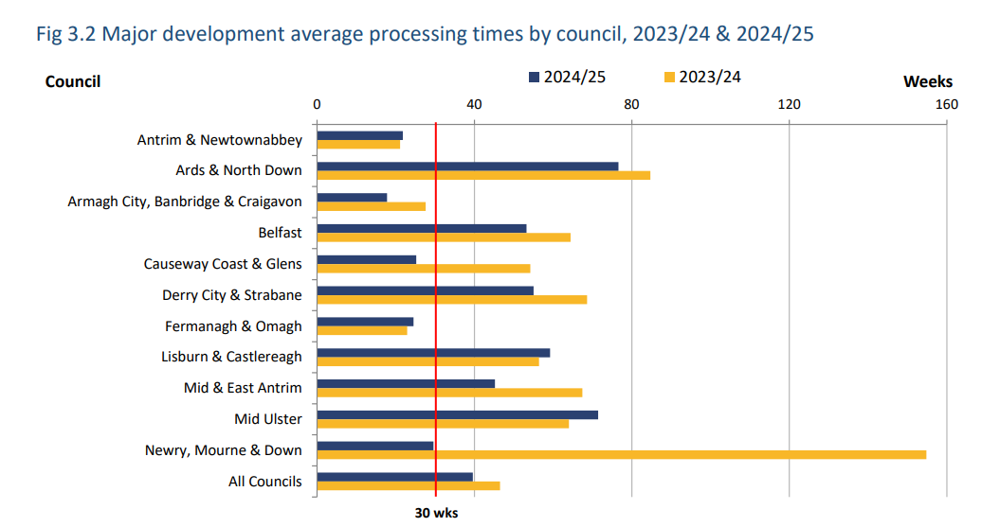 Fig 3.2 Major development average processing times by council, 2023/24 & 2024/25
Council
2024/25 2023/24
Weeks
0 40 80 120 160
Antrim & Newtownabbey
Ards & North Down
Armagh City, Banbridge & Craigavon
Belfast
Causeway Coast & Glens
Derry City & Strabane
Fermanagh & Omagh
Lisburn & Castlereagh
Mid & East Antrim
Mid Ulster
Newry, Mourne & Down
All Councils
30 wks